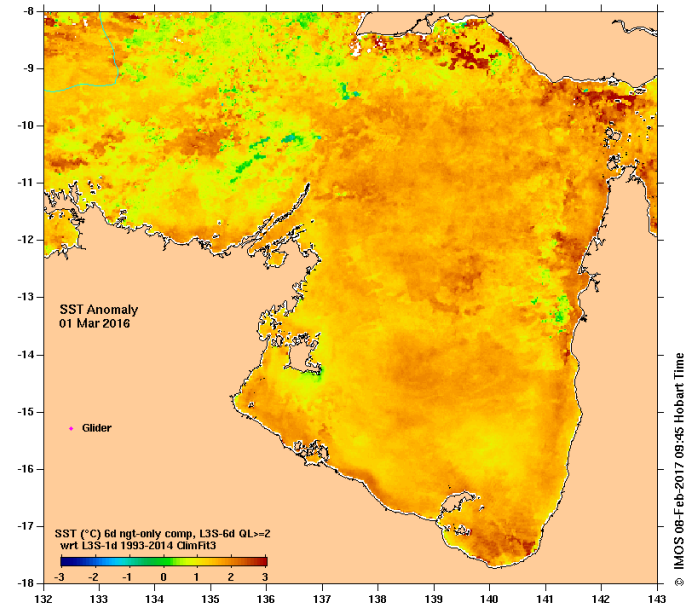 -8
-9
-10
-11
-12
-13
-14
-15
-16
-17
-18
SST Anomaly
01 Mar 2016
Glider
SST (°C) 6d ngt-only comp, L3S-6d QL>=2
wrt L3S-1d 1993-2014 ClimFit3
-3 -2 -1 0 1 2 3
132 133 134 135 136 137 138 139 140 141 142 143
© IMOS 08-Feb-2017 09:45 Hobart Time